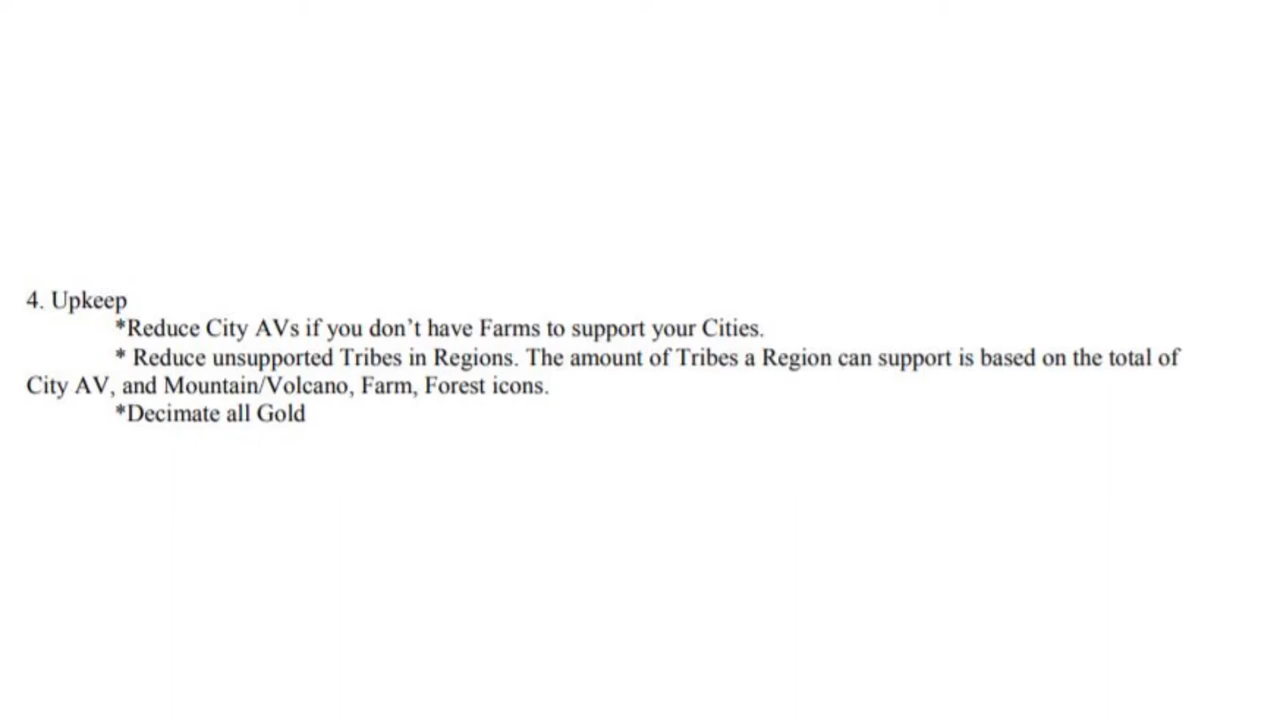 4. Upkeep
*Reduce City AVs if you don’t have Farms to support your Cities.
* Reduce unsupported Tribes in Regions. The amount of Tribes a Region can support is based on the total of
City AV, and Mountain/Volcano, Farm, Forest icons.
*Decimate all Gold